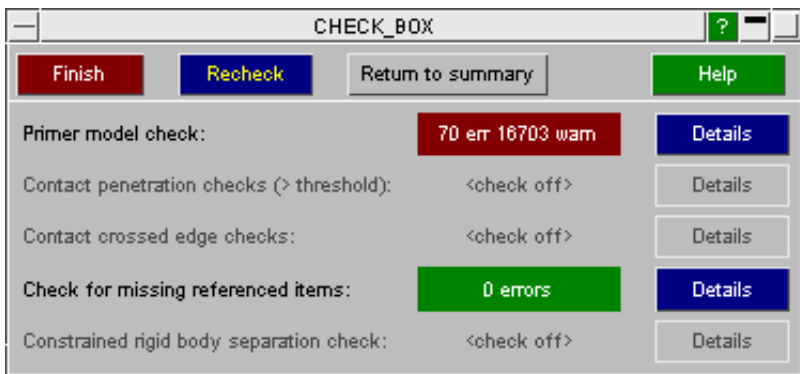 CHECK_BOX ?
Finish Recheck Return to summary Help
Primer model check: 70 err 16703 warn Details
Contact penetration checks (> threshold): <check off> Details
Contact crossed edge checks: <check off> Details
Check for missing referenced items: 0 errors Details
Constrained rigid body separation check: <check off> Details